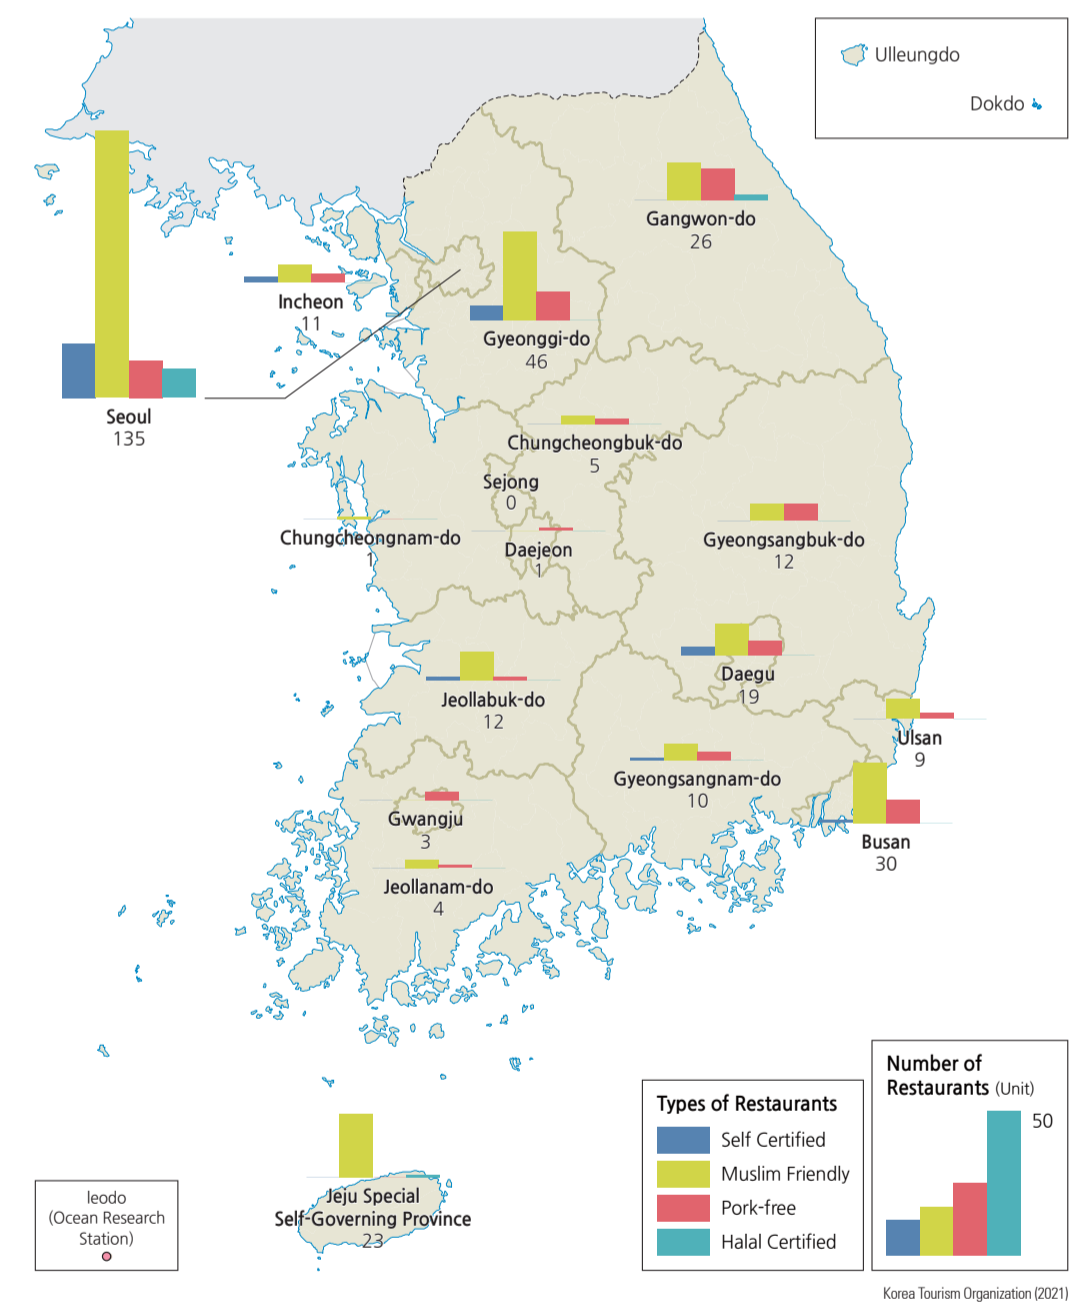 Ulleungdo
Dokdo
Gangwon-do
26
Incheon
11
Gyeonggi-do
46
Seoul
135
Chungcheongbuk-do
5
Sejong
0
Chungcheongnam-do
1
Daejeon
1
Gyeongsangbuk-do
12
Daegu
19
Jeollabuk-do
12
Ulsan
9
Gyeongsangnam-do
10
Gwangju
3
Busan
30
Jeollanam-do
4
Jeju Special
Self-Governing Province
23
Ieodo
(Ocean Research
Station)
Types of Restaurants
Self Certified
Muslim Friendly
Pork-free
Halal Certified
Number of
Restaurants (Unit)
50
Korea Tourism Organization (2021)